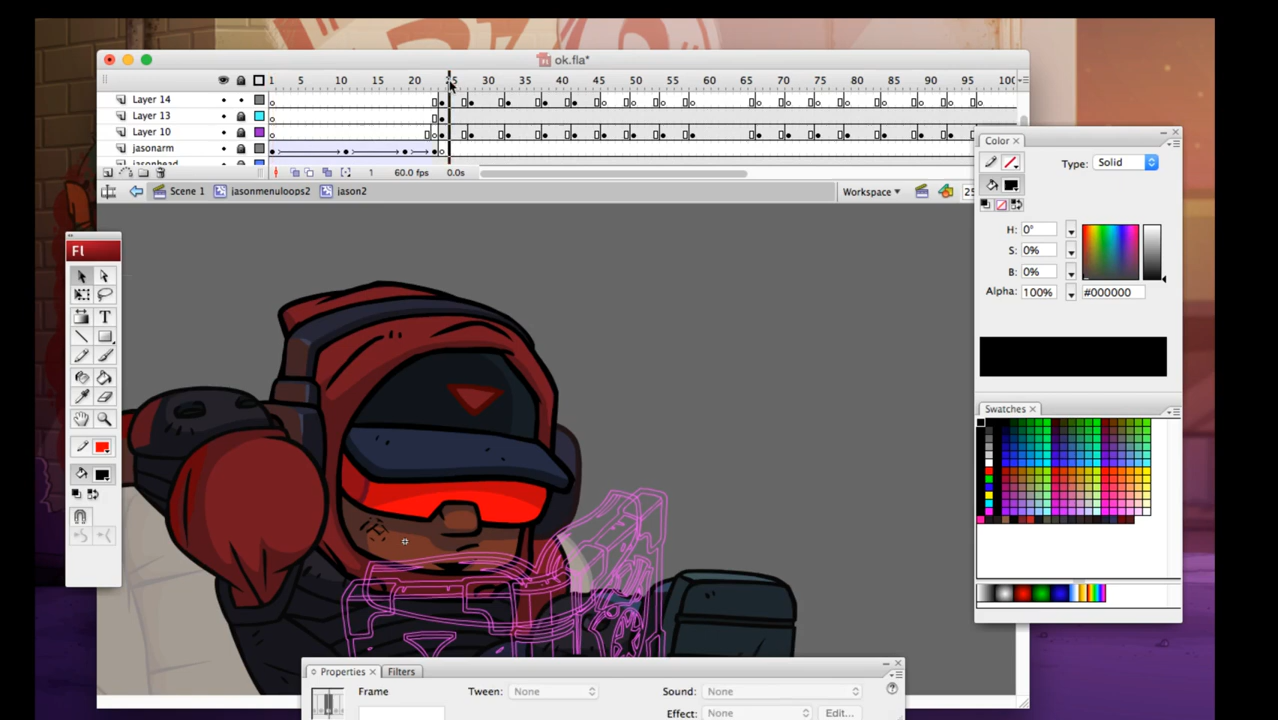 ok.fla*
1 5 10 15 20 25 30 35 40 45 50 55 60 65 70 75 80 85 90 95 100
Layer 14
Layer 13
Layer 10
jasonarm
jasonhead
1 60.0 fps 0.0s
Scene 1 jasonmenuloops2 jason2 Workspace
Fl
T
Color
Type: Solid
H: 0°
S: 0%
B: 0%
Alpha: 100% #000000
Swatches
Properties Filters
Frame Tween: None Sound: None
Effect: None Edit...